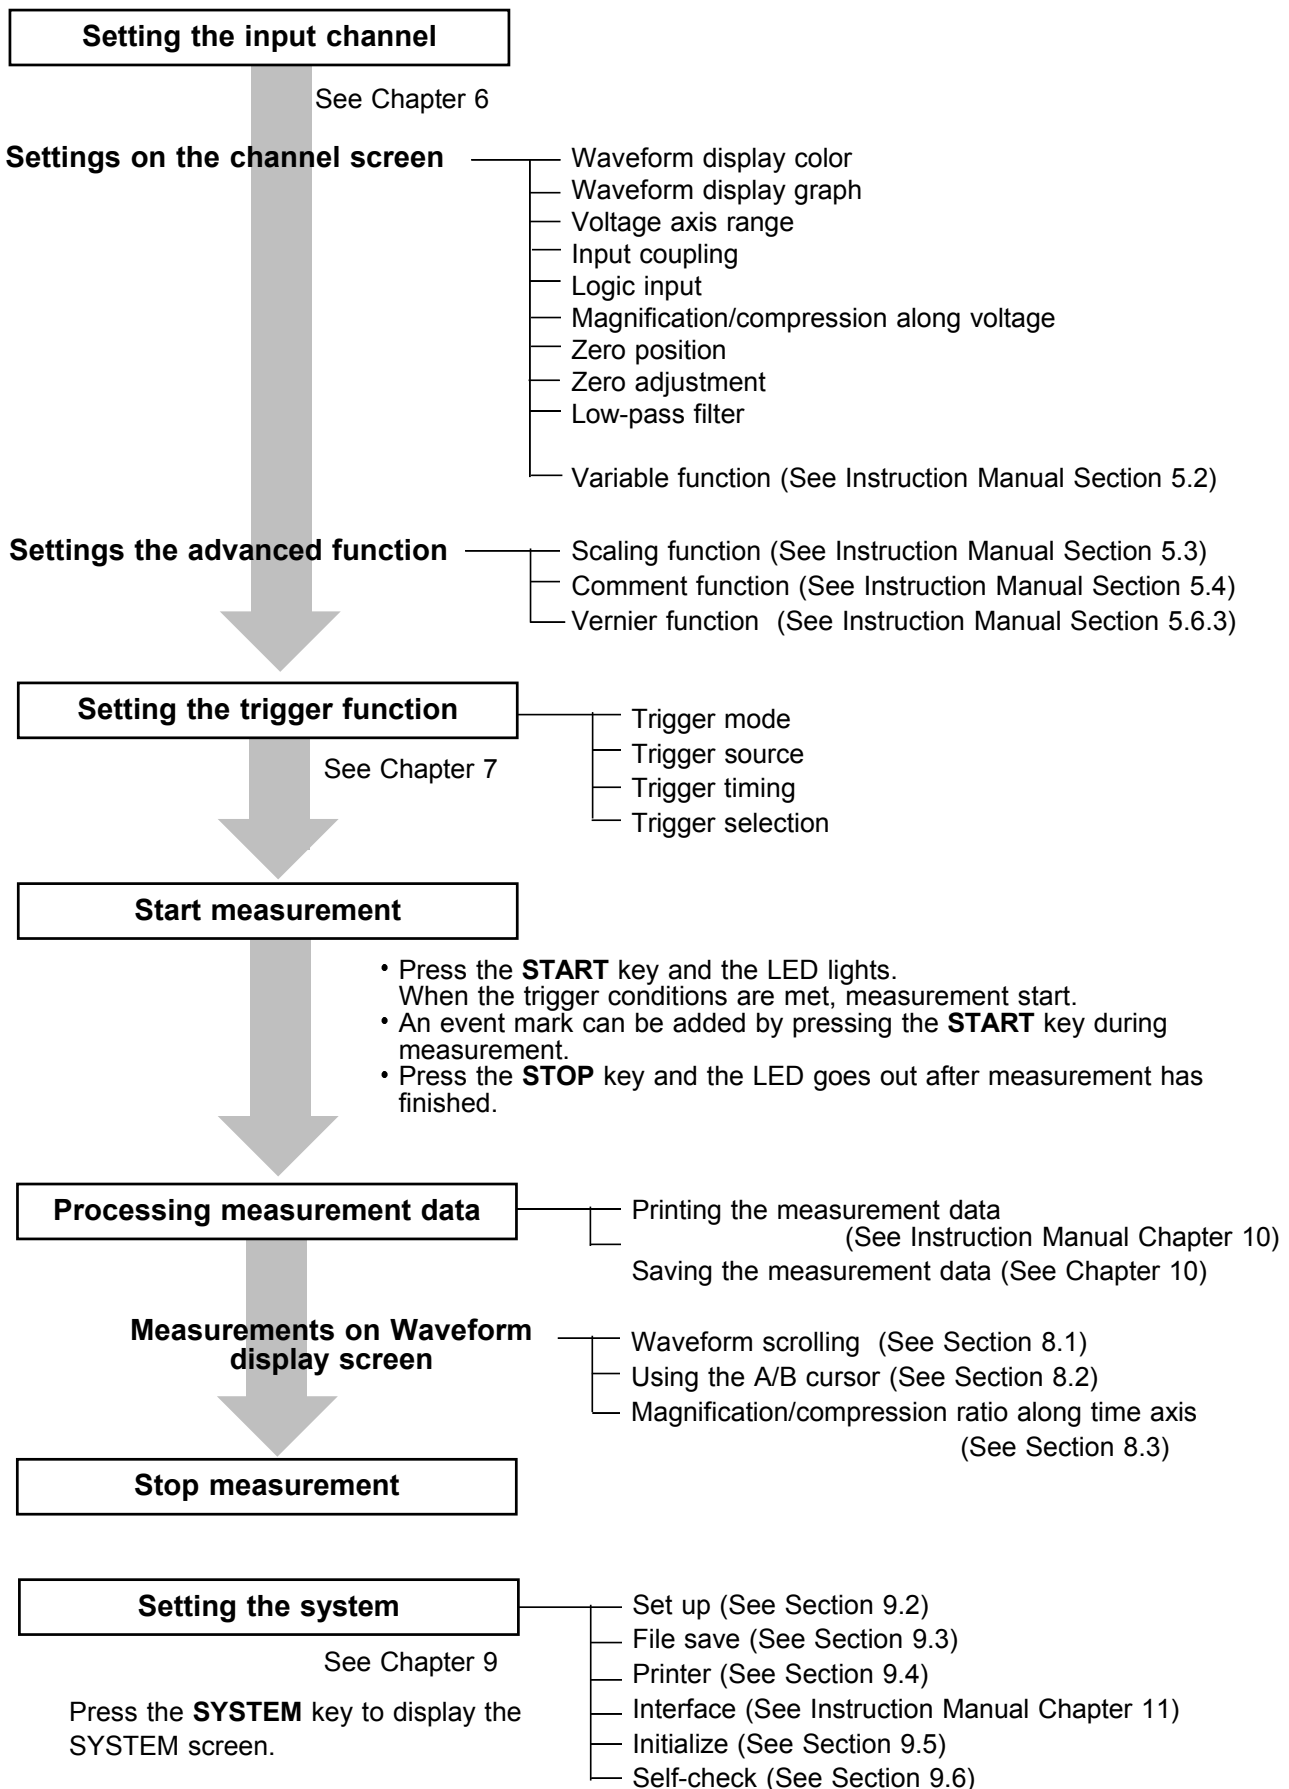 Setting the input channel
See Chapter 6
Settings on the channel screen
Waveform display color
Waveform display graph
Voltage axis range
Input coupling
Logic input
Magnification/compression along voltage
Zero position
Zero adjustment
Low-pass filter
Variable function (See Instruction Manual Section 5.2)
Settings the advanced function
Scaling function (See Instruction Manual Section 5.3)
Comment function (See Instruction Manual Section 5.4)
Vernier function (See Instruction Manual Section 5.6.3)
Setting the trigger function
See Chapter 7
Trigger mode
Trigger source
Trigger timing
Trigger selection
Start measurement
• Press the START key and the LED lights.
When the trigger conditions are met, measurement start.
• An event mark can be added by pressing the START key during
measurement.
• Press the STOP key and the LED goes out after measurement has
finished.
Processing measurement data
Printing the measurement data
(See Instruction Manual Chapter 10)
Saving the measurement data (See Chapter 10)
Measurements on Waveform
display screen
Waveform scrolling (See Section 8.1)
Using the A/B cursor (See Section 8.2)
Magnification/compression ratio along time axis
(See Section 8.3)
Stop measurement
Setting the system
See Chapter 9
Press the SYSTEM key to display the
SYSTEM screen.
Set up (See Section 9.2)
File save (See Section 9.3)
Printer (See Section 9.4)
Interface (See Instruction Manual Chapter 11)
Initialize (See Section 9.5)
Self-check (See Section 9.6)